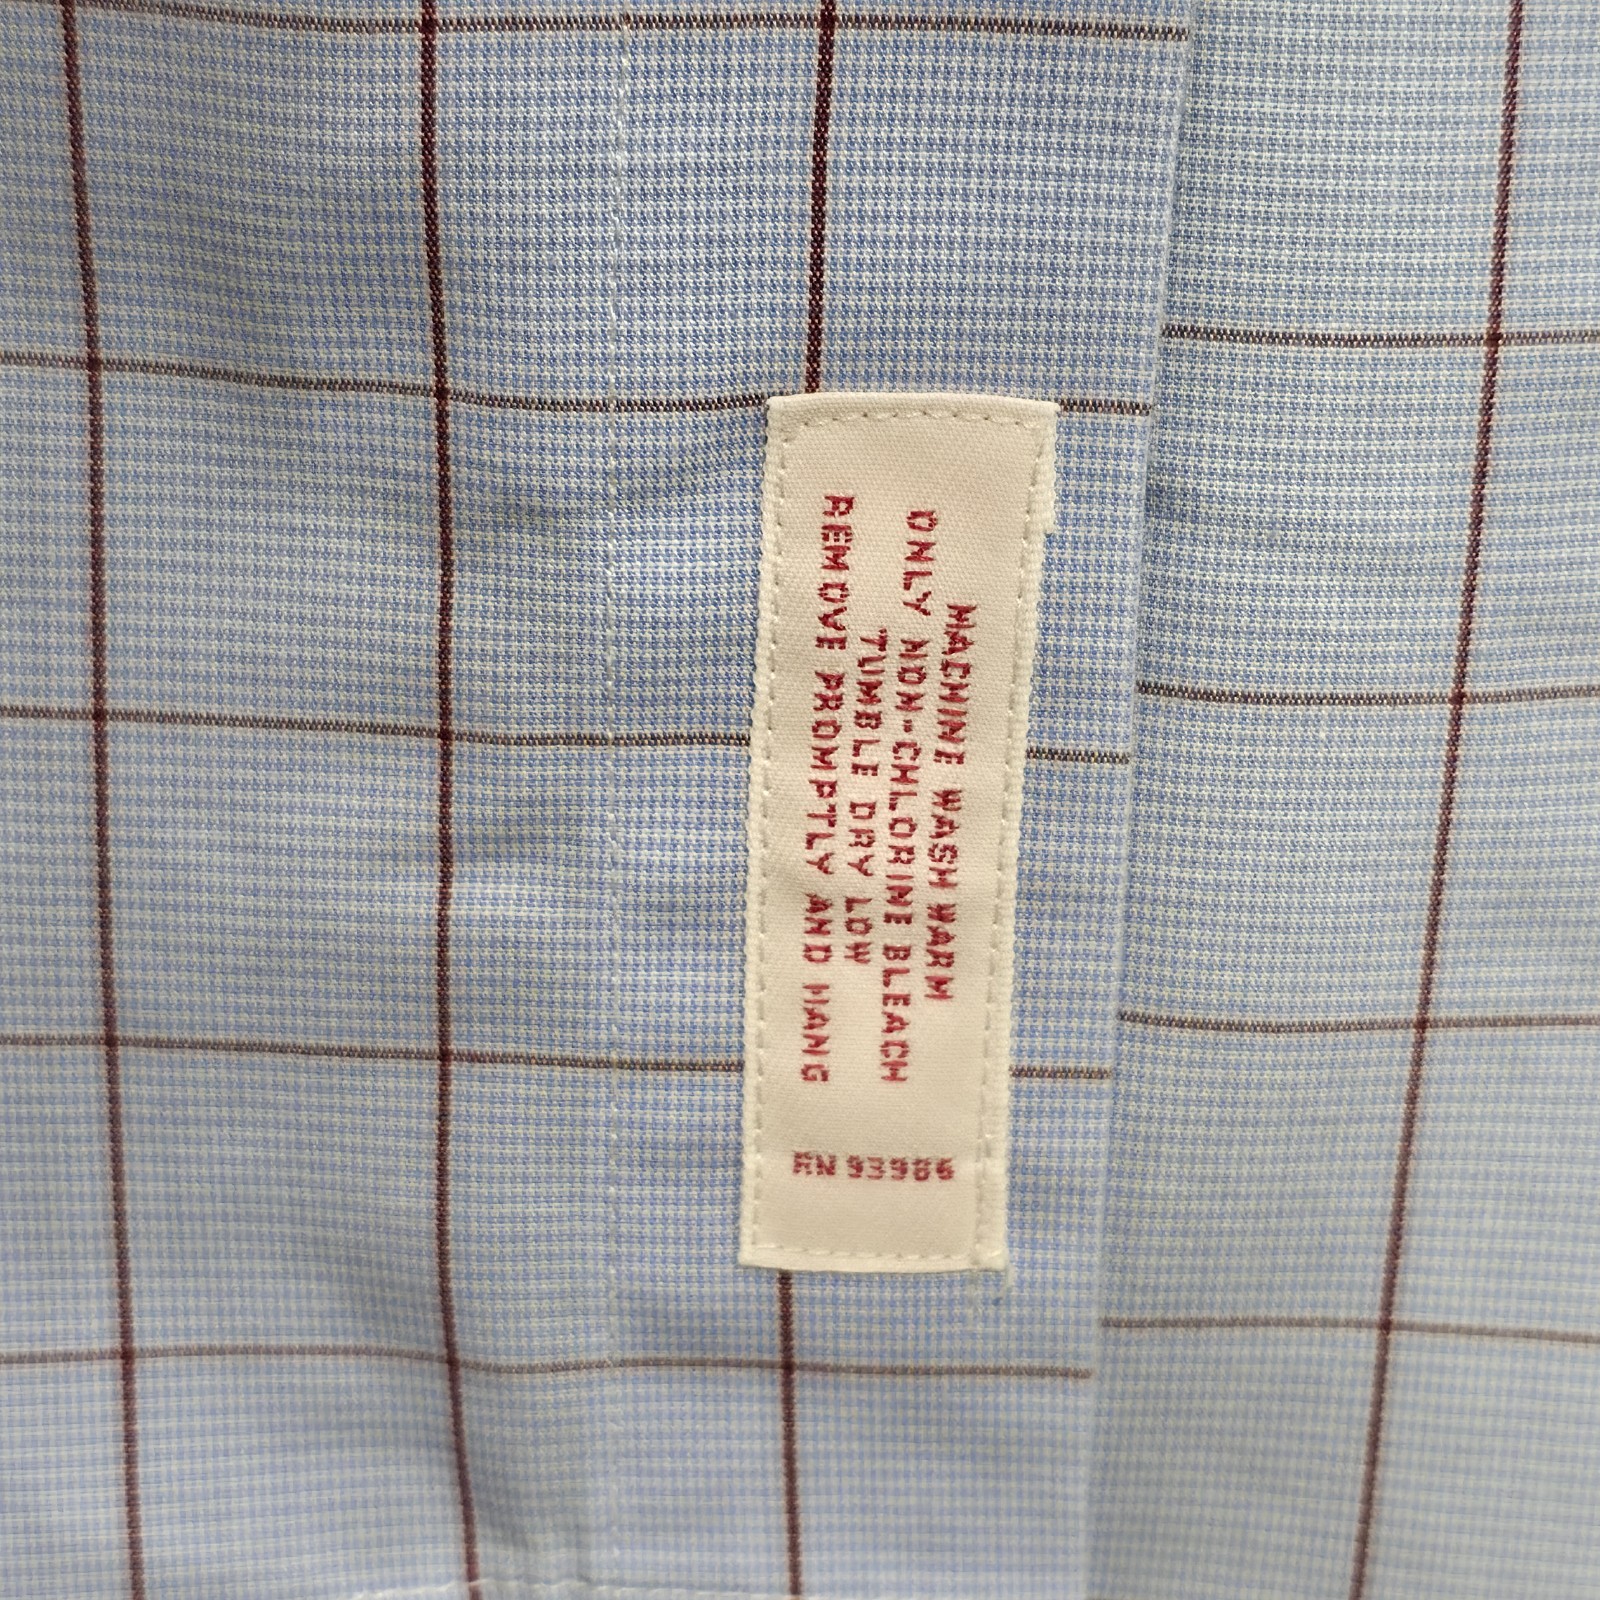 MACHINE WASH WARM
ONLY NON-CHLORINE BLEACH
TUMBLE DRY LOW
REMOVE PROMPTLY AND HANG
RN 93986